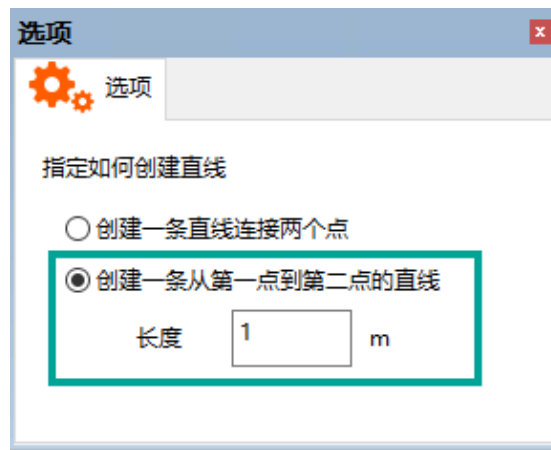 选项
选项
指定如何创建直线
创建一条直线连接两个点
创建一条从第一点到第二点的直线
长度 1 m